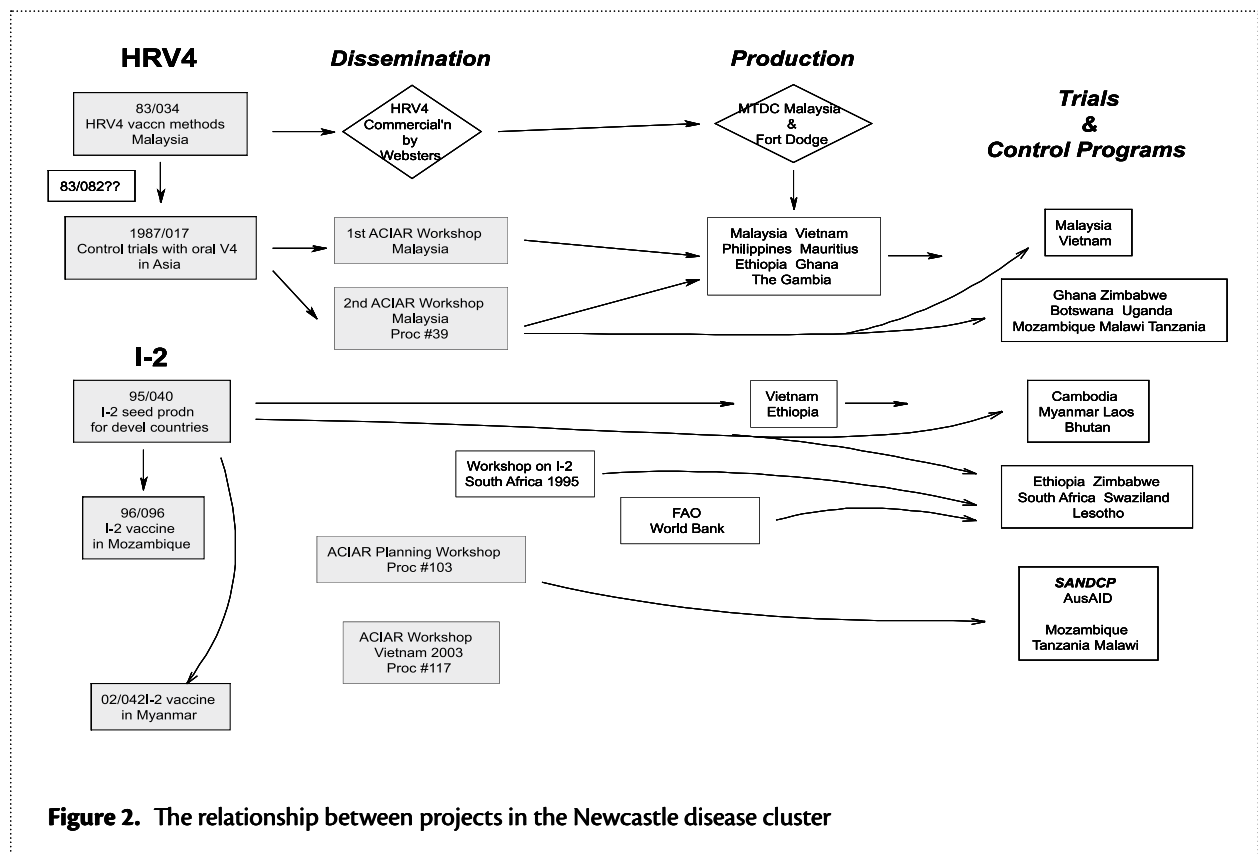 HRV4
Dissemination
Production
Trials
&
Control Programs
83/034
HRV4 vaccn methods
Malaysia
HRV4
Commercial'n
by
Websters
MTDC Malaysia
&
Fort Dodge
83/082??
1987/017
Control trials with oral V4
in Asia
1st ACIAR Workshop
Malaysia
Malaysia Vietnam
Philippines Mauritius
Ethiopia Ghana
The Gambia
Malaysia
Vietnam
2nd ACIAR Workshop
Malaysia
Proc #39
Ghana Zimbabwe
Botswana Uganda
Mozambique Malawi Tanzania
I-2
95/040
I-2 seed prodn
for devel countries
Vietnam
Ethiopia
Cambodia
Myanmar Laos
Bhutan
Workshop on I-2
South Africa 1995
Ethiopia Zimbabwe
South Africa Swaziland
Lesotho
96/096
I-2 vaccine
in Mozambique
FAO
World Bank
ACIAR Planning Workshop
Proc #103
SANDCP
AusAID
Mozambique
Tanzania Malawi
ACIAR Workshop
Vietnam 2003
Proc #117
02/042I-2 vaccine
in Myanmar
Figure 2. The relationship between projects in the Newcastle disease cluster